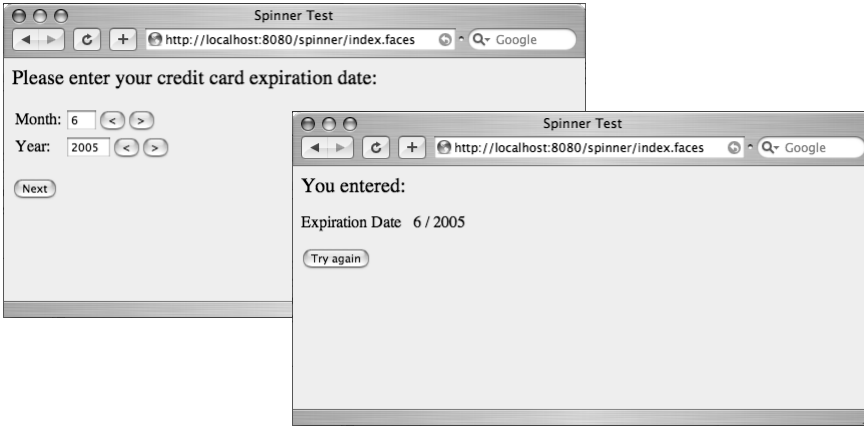 Spinner Test
http://localhost:8080/spinner/index.faces
Google
Please enter your credit card expiration date:
Month: 6 < >
Year: 2005 < >
Next
Spinner Test
http://localhost:8080/spinner/index.faces
Google
You entered:
Expiration Date 6 / 2005
Try again